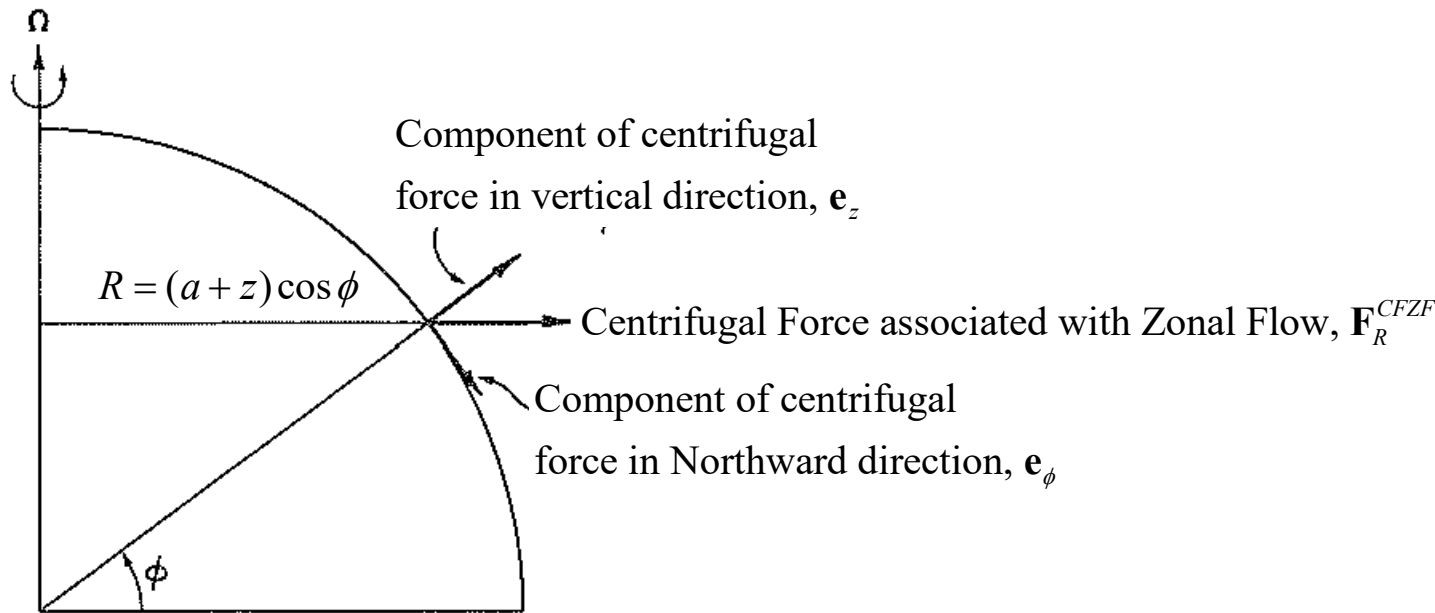 Ω
Component of centrifugal
force in vertical direction, e_z
R = (a + z) cos ϕ
Centrifugal Force associated with Zonal Flow, F_R^{CFZF}
Component of centrifugal
force in Northward direction, e_ϕ
ϕ